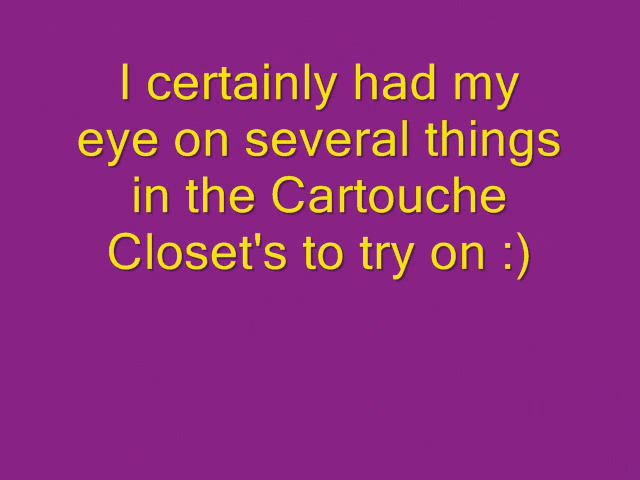 I certainly had my
eye on several things
in the Cartouche
Closet's to try on :)